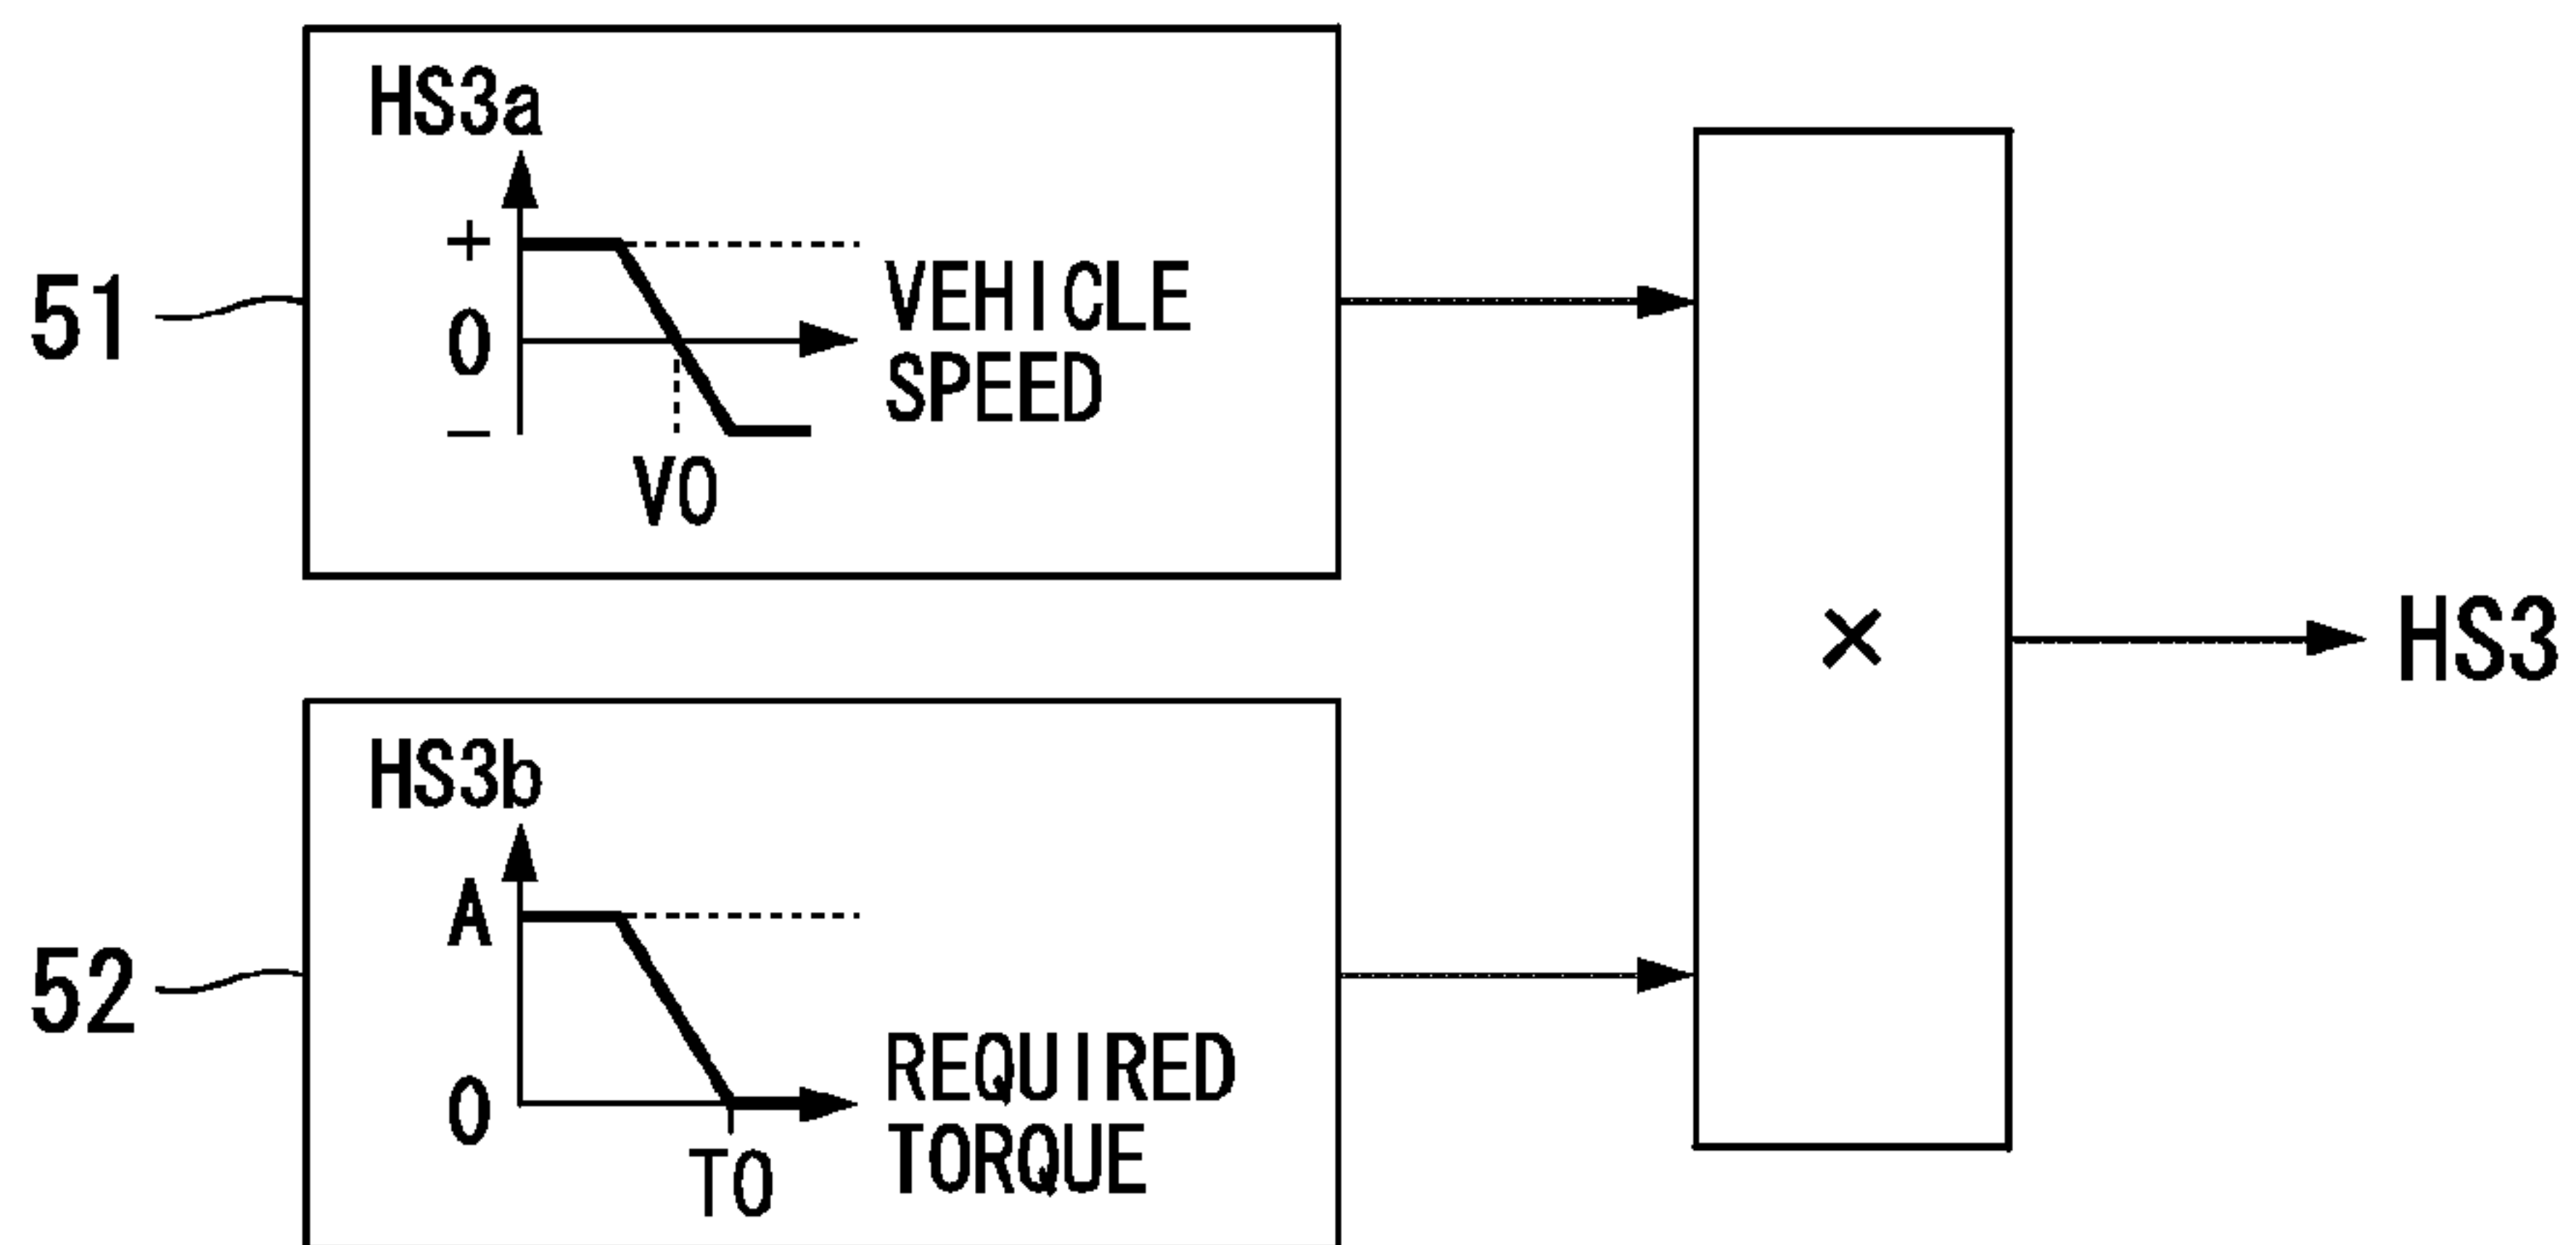 HS3a
+
0
−
VEHICLE
SPEED
V0
51
×
HS3
HS3b
A
0
REQUIRED
TORQUE
T0
52